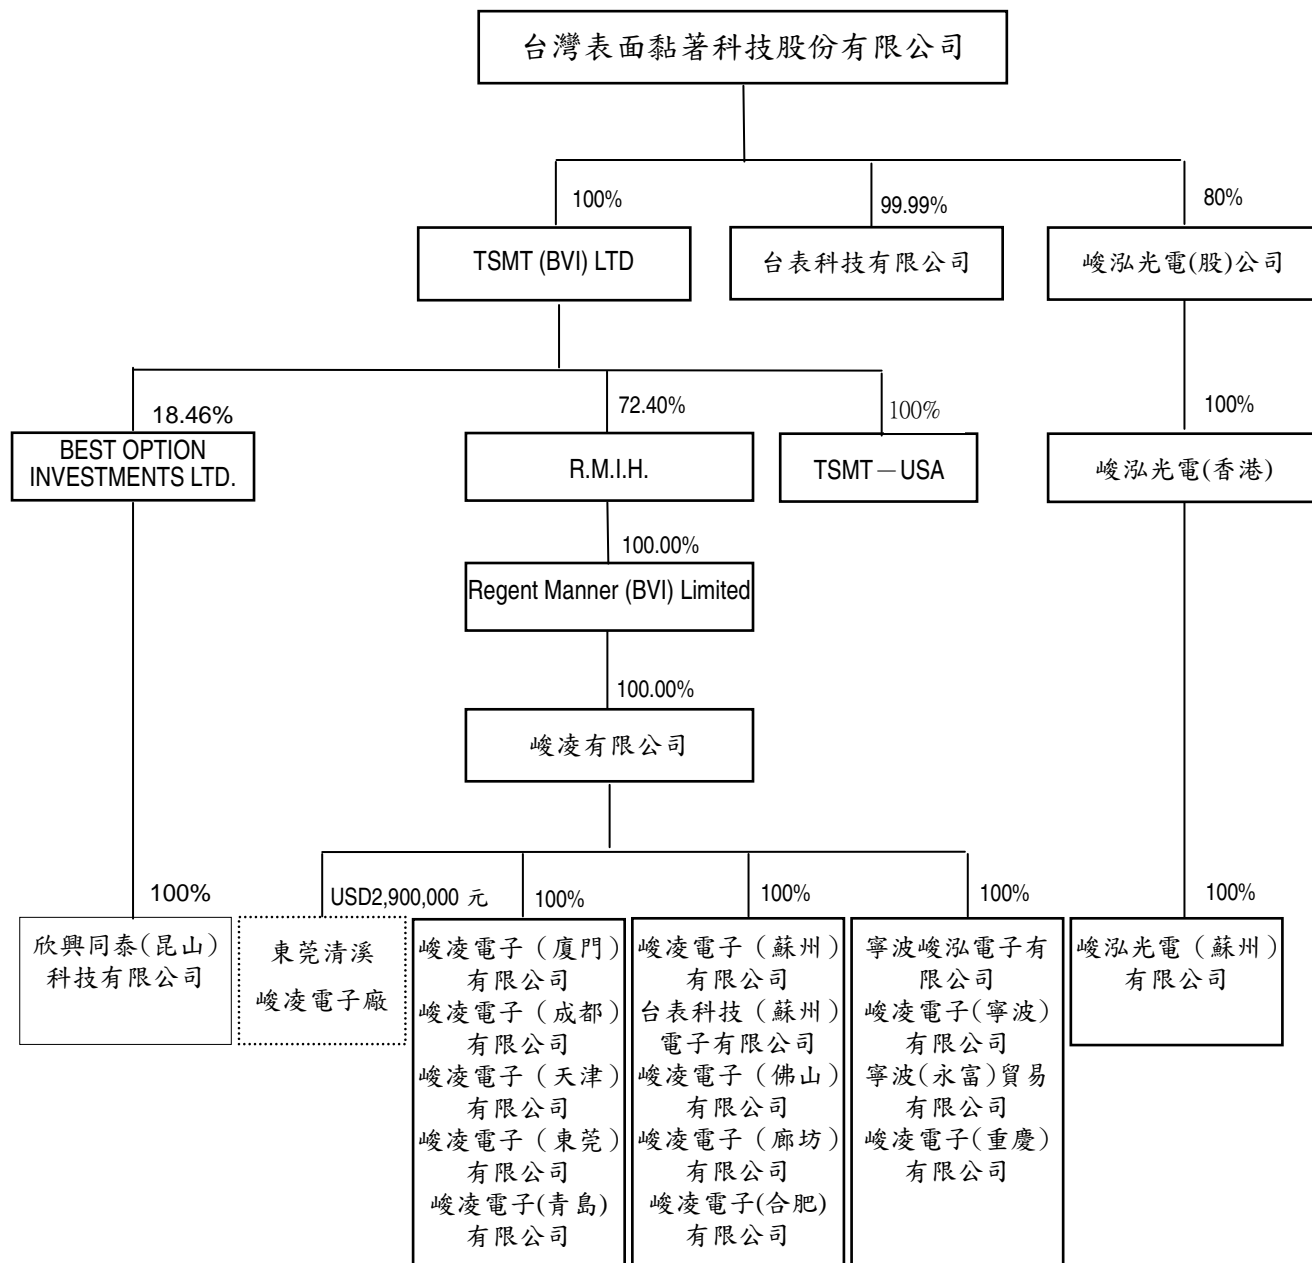 台灣表面黏著科技股份有限公司
100%
99.99%
80%
TSMT (BVI) LTD
台表科技有限公司
峻泓光電(股)公司
18.46%
72.40%
100%
100%
BEST OPTION
INVESTMENTS LTD.
R.M.I.H.
TSMT－USA
峻泓光電(香港)
100.00%
Regent Manner (BVI) Limited
100.00%
峻凌有限公司
100%
USD2,900,000 元
100%
100%
100%
100%
欣興同泰(昆山)
科技有限公司
東莞清溪
峻凌電子廠
峻凌電子（廈門）
有限公司
峻凌電子（成都）
有限公司
峻凌電子（天津）
有限公司
峻凌電子（東莞）
有限公司
峻凌電子(青島)
有限公司
峻凌電子（蘇州）
有限公司
台表科技（蘇州）
電子有限公司
峻凌電子（佛山）
有限公司
峻凌電子（廊坊）
有限公司
峻凌電子(合肥)
有限公司
寧波峻泓電子有
限公司
峻凌電子(寧波)
有限公司
寧波(永富)貿易
有限公司
峻凌電子(重慶)
有限公司
峻泓光電（蘇州）
有限公司